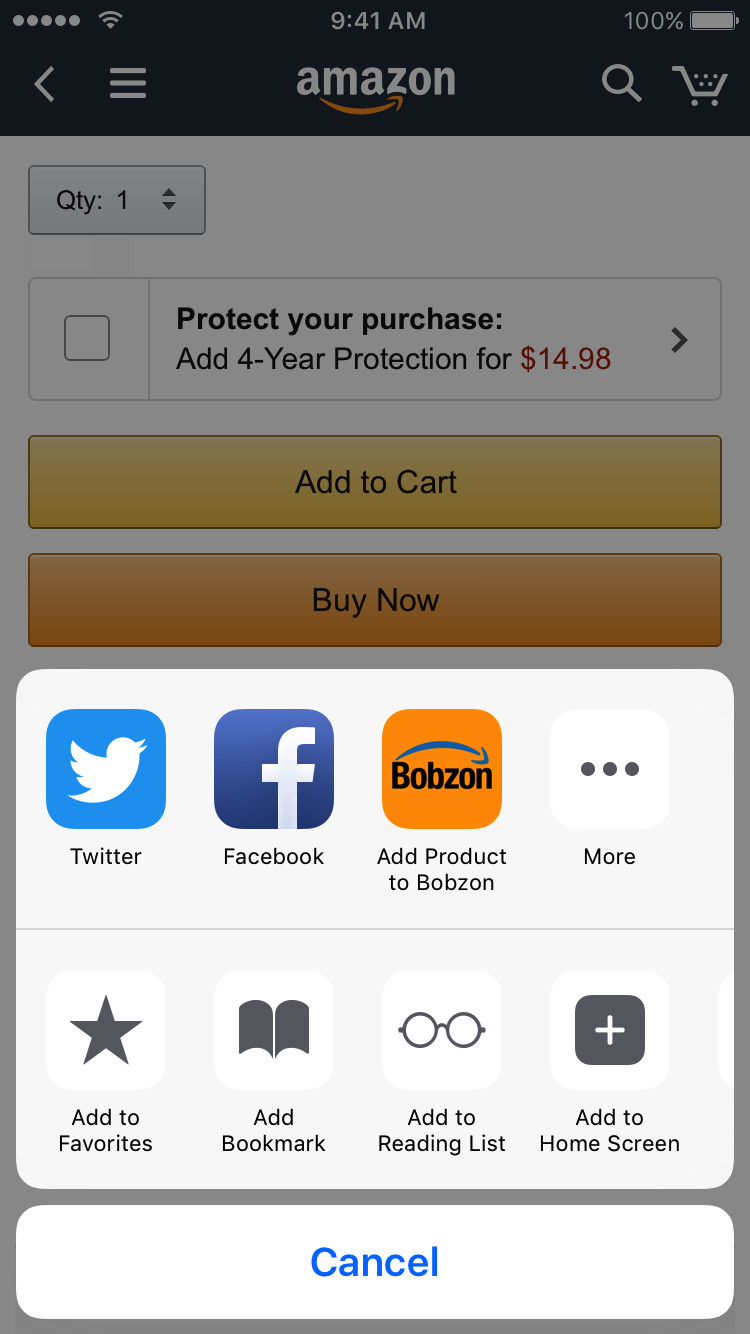 9:41 AM
100%
amazon
Qty: 1
Protect your purchase:
Add 4-Year Protection for $14.98
Add to Cart
Buy Now
Bobzon
Twitter
Facebook
Add Product
to Bobzon
More
Add to
Favorites
Add
Bookmark
Add to
Reading List
Add to
Home Screen
Cancel